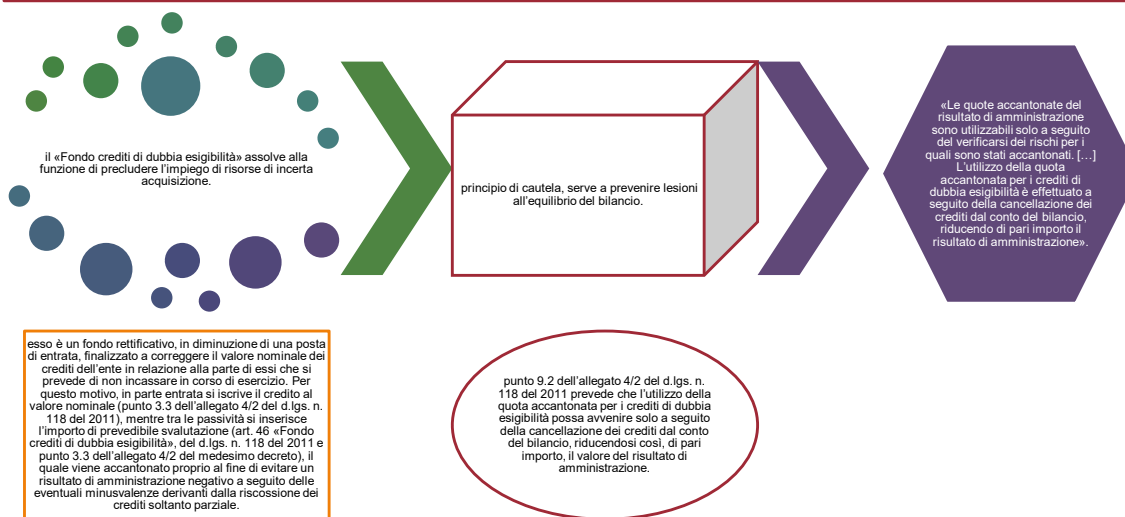 il «Fondo crediti di dubbia esigibilità» assolve alla
funzione di precludere l'impiego di risorse di incerta
acquisizione.
principio di cautela, serve a prevenire lesioni
all'equilibrio del bilancio.
«Le quote accantonate del
risultato di amministrazione
sono utilizzabili solo a seguito
del verificarsi dei rischi per i
quali sono stati accantonati. […]
L'utilizzo della quota
accantonata per i crediti di
dubbia esigibilità è effettuato a
seguito della cancellazione dei
crediti dal conto del bilancio,
riducendo di pari importo il
risultato di amministrazione».
esso è un fondo rettificativo, in diminuzione di una posta
di entrata, finalizzato a correggere il valore nominale dei
crediti dell'ente in relazione alla parte di essi che si
prevede di non incassare in corso di esercizio. Per
questo motivo, in parte entrata si iscrive il credito al
valore nominale (punto 3.3 dell'allegato 4/2 del d.lgs. n.
118 del 2011), mentre tra le passività si inserisce
l'importo di prevedibile svalutazione (art. 46 «Fondo
crediti di dubbia esigibilità», del d.lgs. n. 118 del 2011 e
punto 3.3 dell'allegato 4/2 del medesimo decreto), il
quale viene accantonato proprio al fine di evitare un
risultato di amministrazione negativo a seguito delle
eventuali minusvalenze derivanti dalla riscossione dei
crediti soltanto parziale.
punto 9.2 dell'allegato 4/2 del d.lgs. n.
118 del 2011 prevede che l'utilizzo della
quota accantonata per i crediti di dubbia
esigibilità possa avvenire solo a seguito
della cancellazione dei crediti dal conto
del bilancio, riducendosi così, di pari
importo, il valore del risultato di
amministrazione.